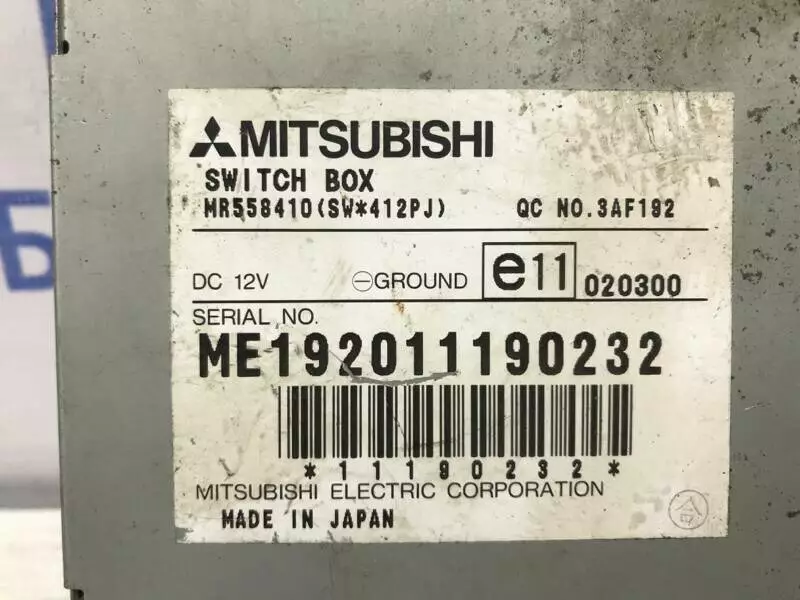 MITSUBISHI
SWITCH BOX
MR558410(SW*412PJ) QC NO.3AF192
DC 12V ⊖GROUND e11 020300
SERIAL NO.
ME192011190232
*11190232*
MITSUBISHI ELECTRIC CORPORATION
MADE IN JAPAN 合
Б